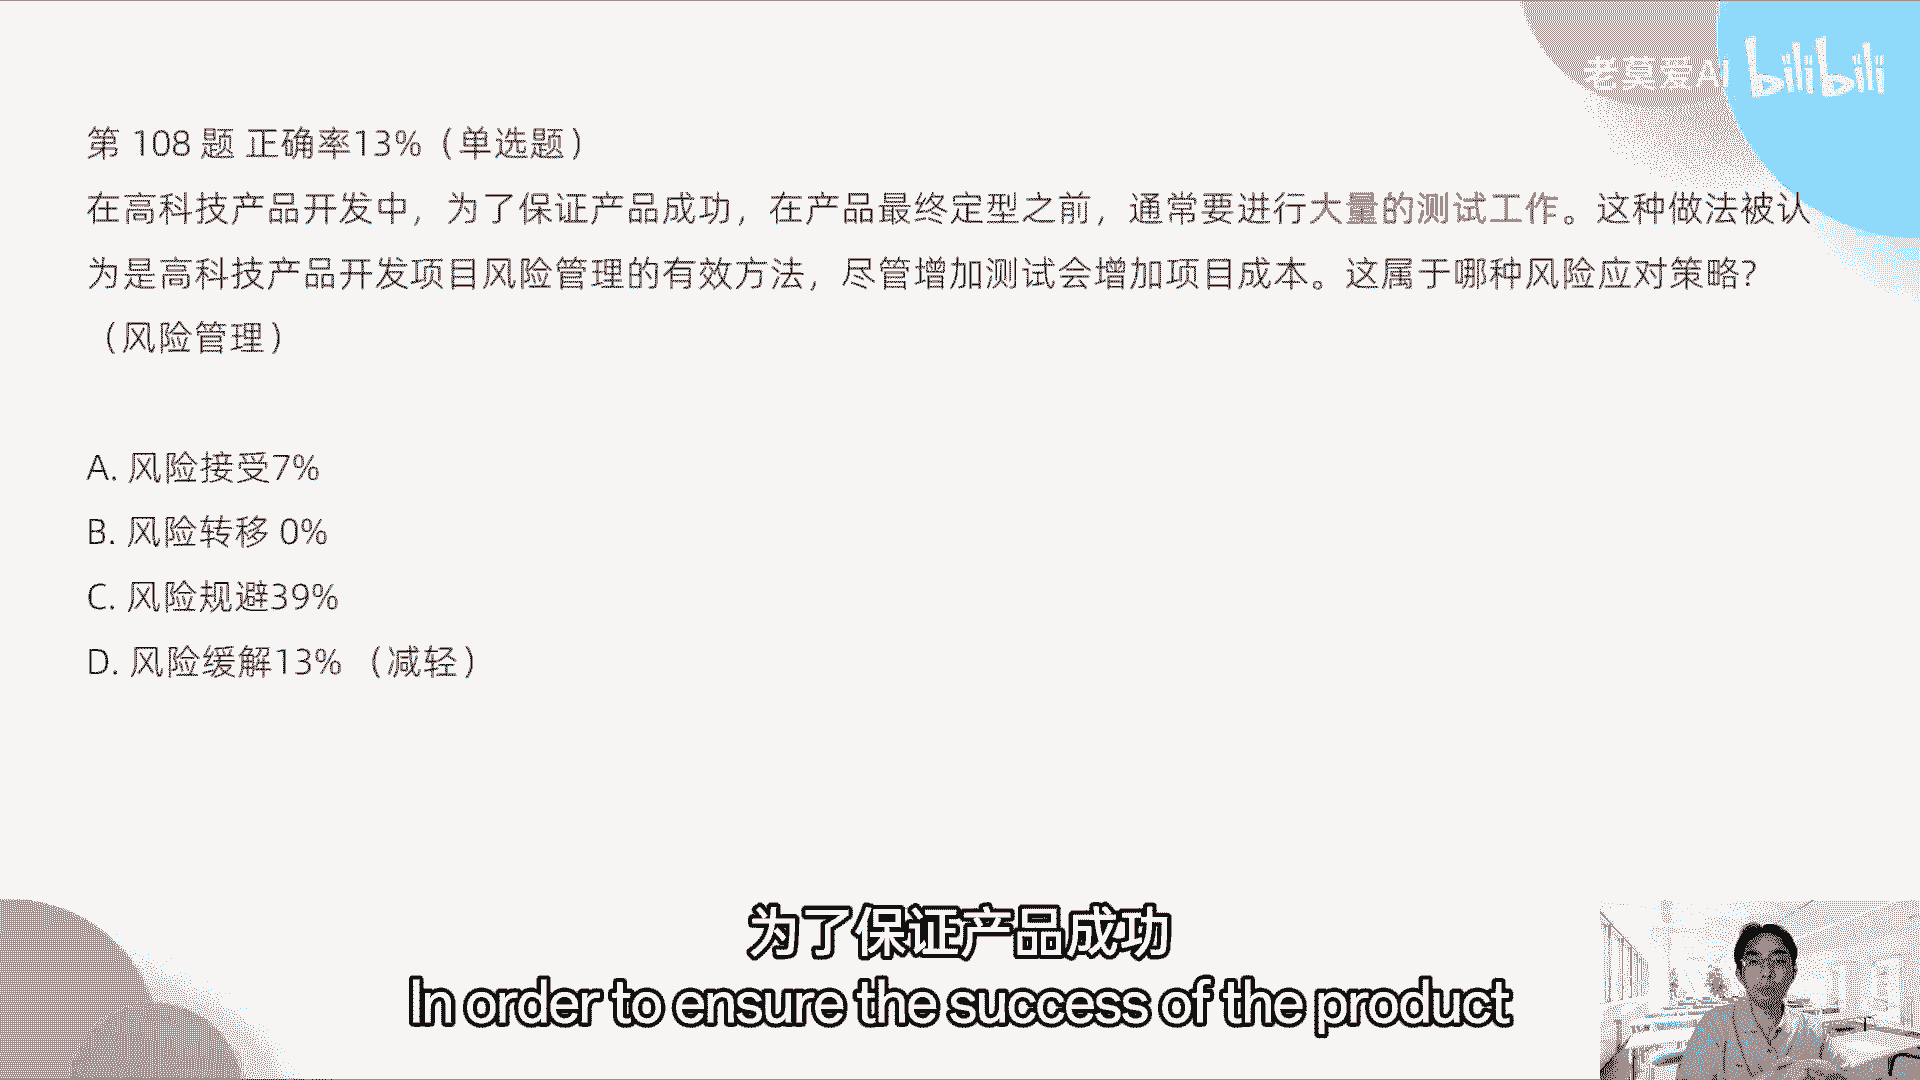 老莫爱AI bilibili
第 108 题 正确率13%（单选题）
在高科技产品开发中，为了保证产品成功，在产品最终定型之前，通常要进行大量的测试工作。这种做法被认
为是高科技产品开发项目风险管理的有效方法，尽管增加测试会增加项目成本。这属于哪种风险应对策略？
（风险管理）
A. 风险接受7%
B. 风险转移 0%
C. 风险规避39%
D. 风险缓解13% （减轻）
为了保证产品成功
In order to ensure the success of the product